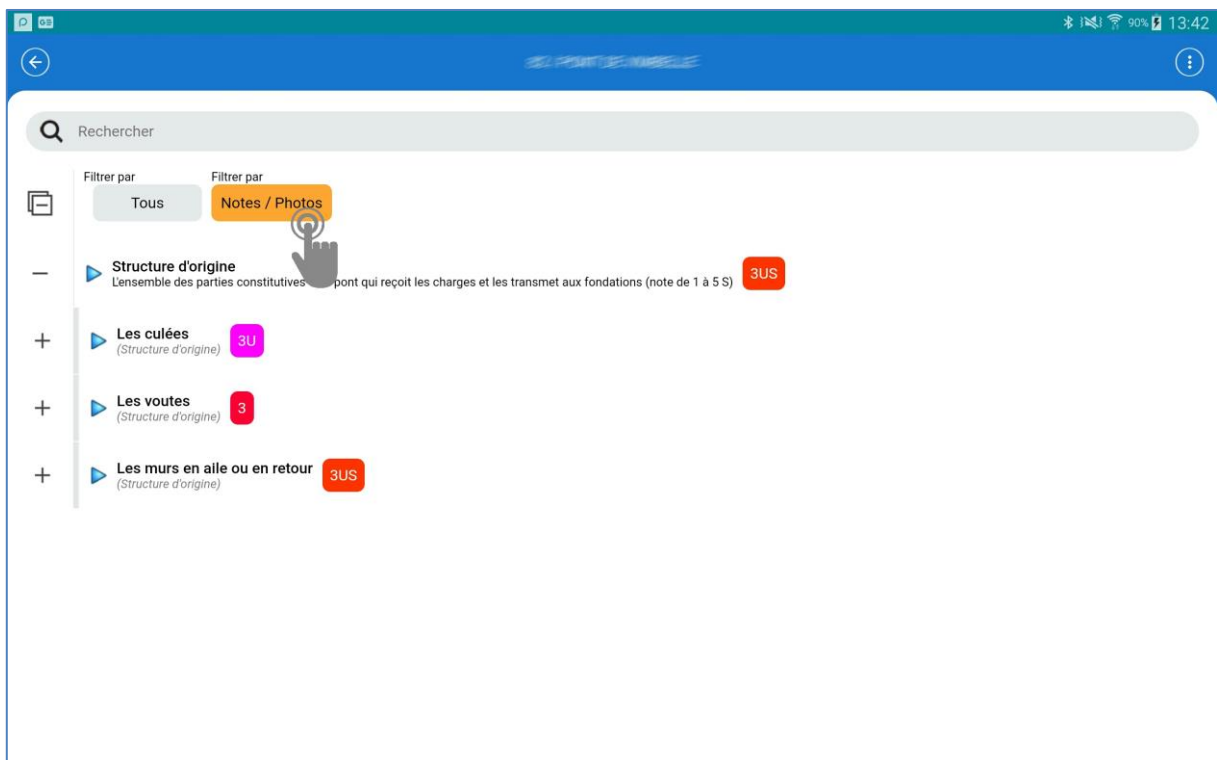 90% 13:42
Rechercher
Filtrer par Filtrer par
Tous Notes / Photos
Structure d'origine
L'ensemble des parties constitutives pont qui reçoit les charges et les transmet aux fondations (note de 1 à 5 S) 3US
Les culées
(Structure d'origine) 3U
Les voutes
(Structure d'origine) 3
Les murs en aile ou en retour
(Structure d'origine) 3US